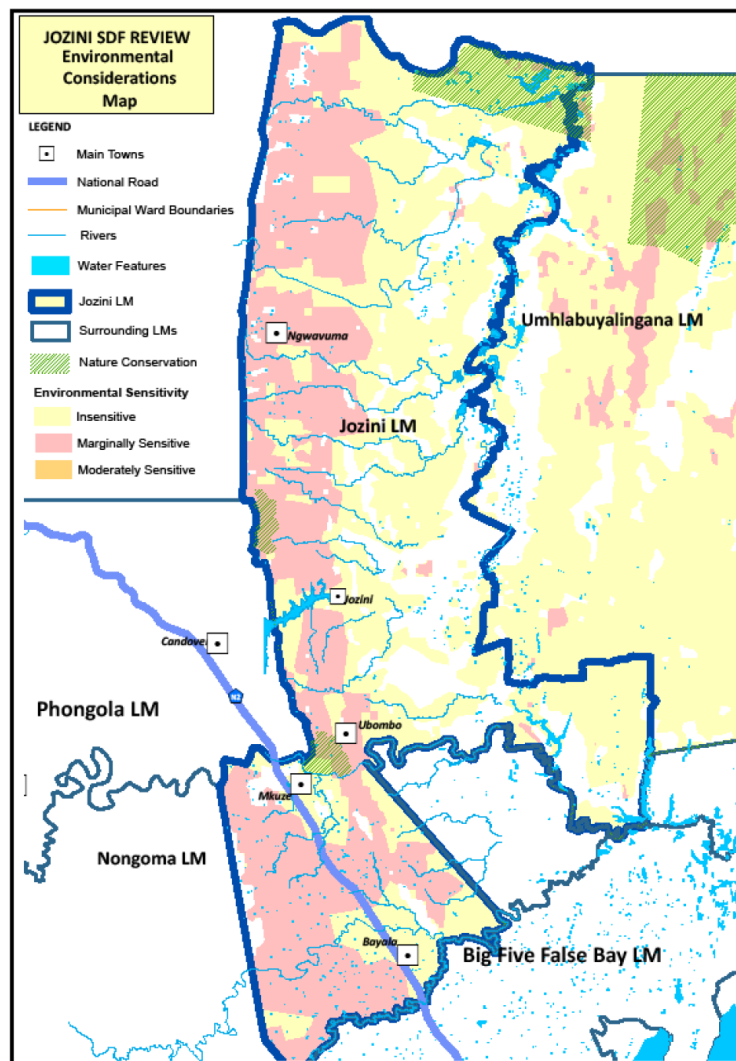 JOZINI SDF REVIEW
Environmental
Considerations
Map
LEGEND
Main Towns
National Road
Municipal Ward Boundaries
Rivers
Water Features
Jozini LM
Surrounding LMs
Nature Conservation
Environmental Sensitivity
Insensitive
Marginally Sensitive
Moderately Sensitive
Umhlabuyalingana LM
Ngwavuma
Jozini LM
Jozini
Candover
Phongola LM
Ubombo
Mkuze
Nongoma LM
Bayala
Big Five False Bay LM